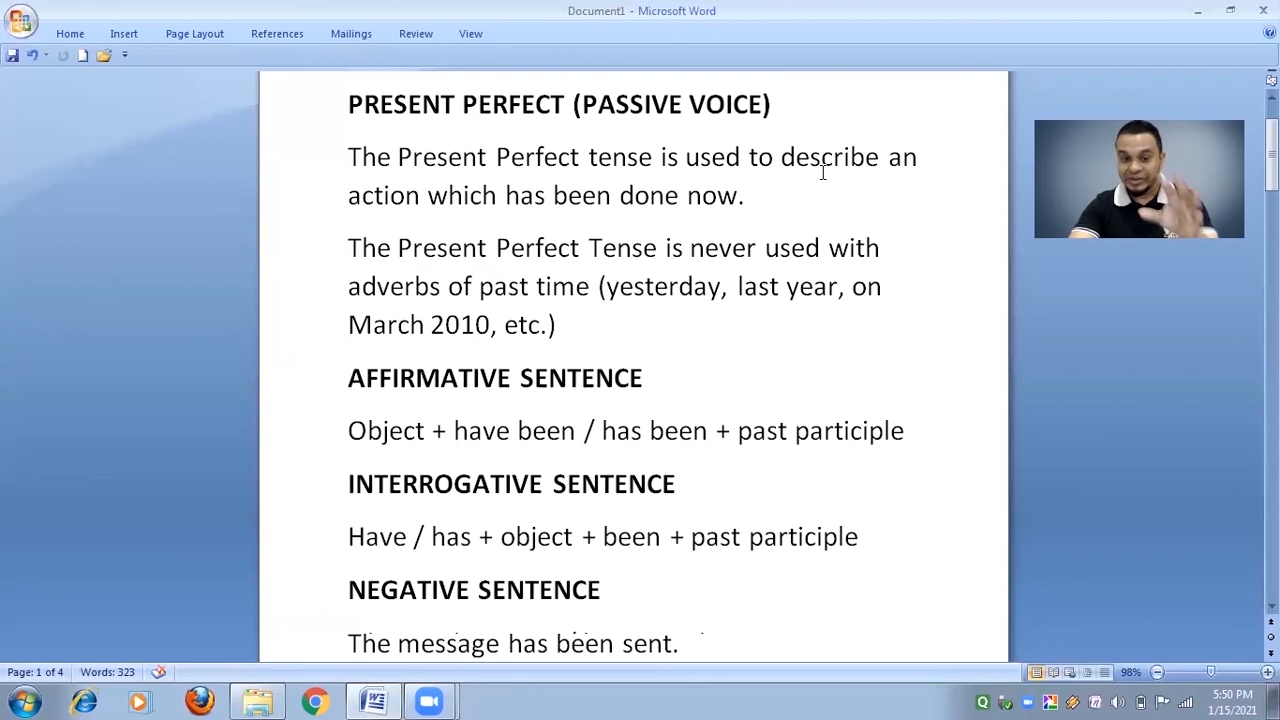 Document1 - Microsoft Word
Home Insert Page Layout References Mailings Review View
PRESENT PERFECT (PASSIVE VOICE)
The Present Perfect tense is used to describe an
action which has been done now.
The Present Perfect Tense is never used with
adverbs of past time (yesterday, last year, on
March 2010, etc.)
AFFIRMATIVE SENTENCE
Object + have been / has been + past participle
INTERROGATIVE SENTENCE
Have / has + object + been + past participle
NEGATIVE SENTENCE
The message has been sent.
Page: 1 of 4 Words: 323 98%
5:50 PM
1/15/2021